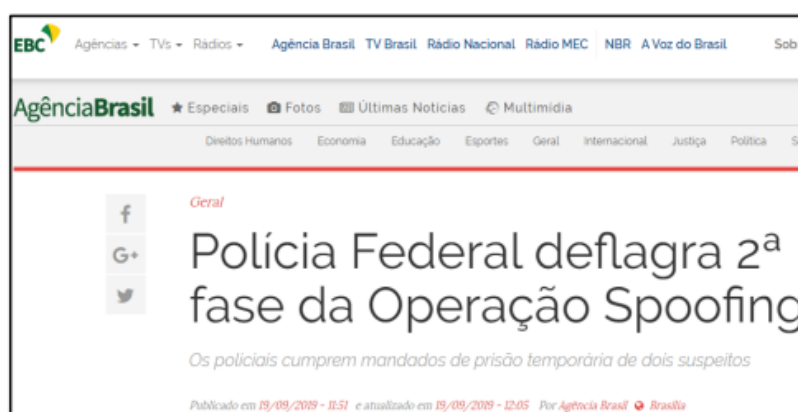 EBC Agências TVs Rádios Agência Brasil TV Brasil Rádio Nacional Rádio MEC NBR A Voz do Brasil Sob
AgênciaBrasil Especiais Fotos Últimas Notícias Multimídia
Direitos Humanos Economia Educação Esportes Geral Internacional Justiça Política S
Geral
f
G+
Polícia Federal deflagra 2ª
fase da Operação Spoofing
Os policiais cumprem mandados de prisão temporária de dois suspeitos
Publicado em 19/09/2019 - 11:51 e atualizado em 19/09/2019 - 12:05 Por Agência Brasil Brasília